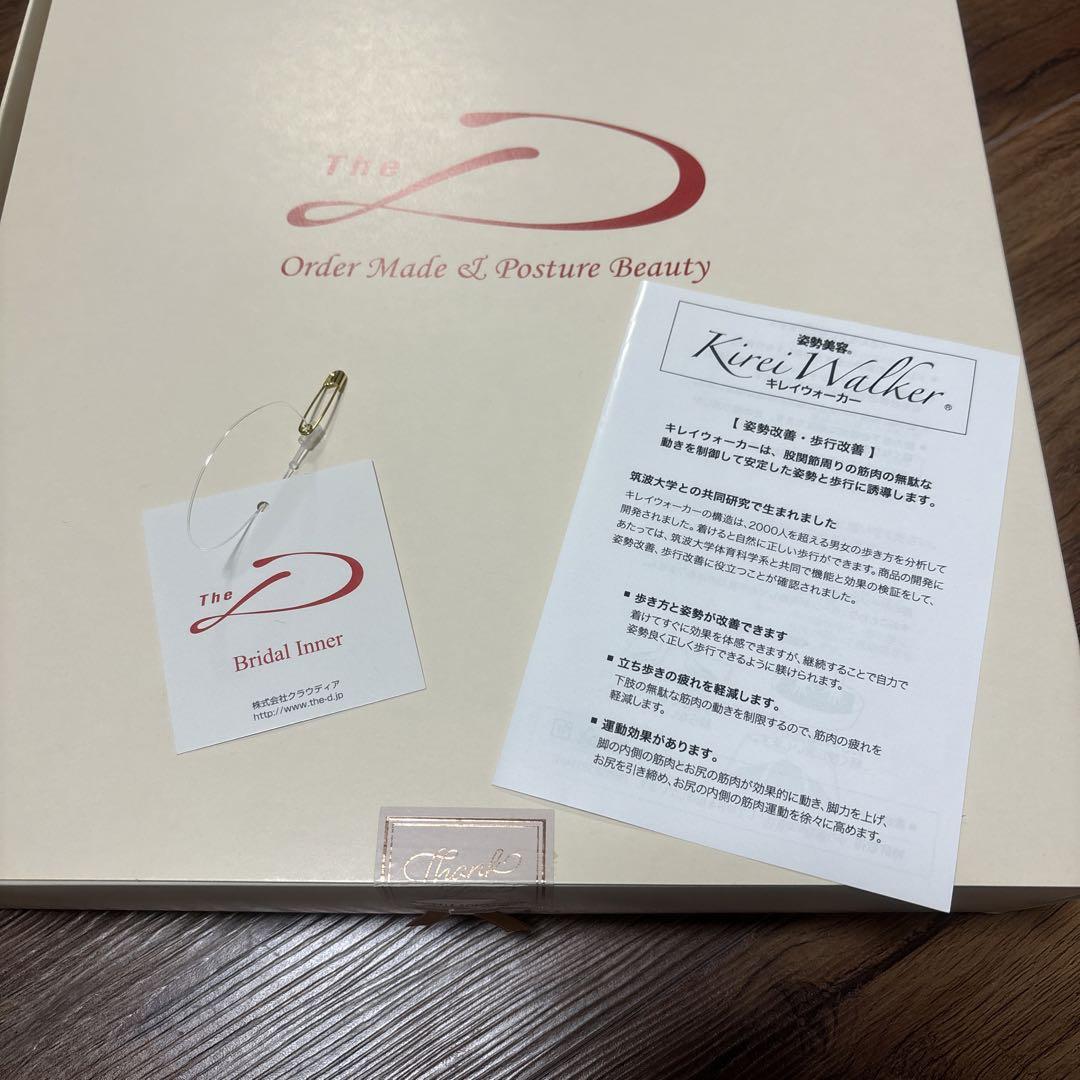 The D
Order Made & Posture Beauty
The D
Bridal Inner
株式会社クラウディア
http://www.the-d.jp
姿勢美容®
Kirei Walker®
キレイウォーカー
【 姿勢改善・歩行改善 】
キレイウォーカーは、股関節周りの筋肉の無駄な
動きを制御して安定した姿勢と歩行に誘導します。
筑波大学との共同研究で生まれました
キレイウォーカーの構造は、2000人を超える男女の歩き方を分析して
開発されました。着けると自然に正しい歩行ができます。商品の開発に
あたっては、筑波大学体育科学系と共同で機能と効果の検証をして、
姿勢改善、歩行改善に役立つことが確認されました。
■ 歩き方と姿勢が改善できます
着けてすぐに効果を体感できますが、継続することで自力で
姿勢良く正しく歩行できるように躾けられます。
■ 立ち歩きの疲れを軽減します。
下肢の無駄な筋肉の動きを制限するので、筋肉の疲れを
軽減します。
■ 運動効果があります。
脚の内側の筋肉とお尻の筋肉が効果的に動き、脚力を上げ、
お尻を引き締め、お尻の内側の筋肉運動を徐々に高めます。
Thank